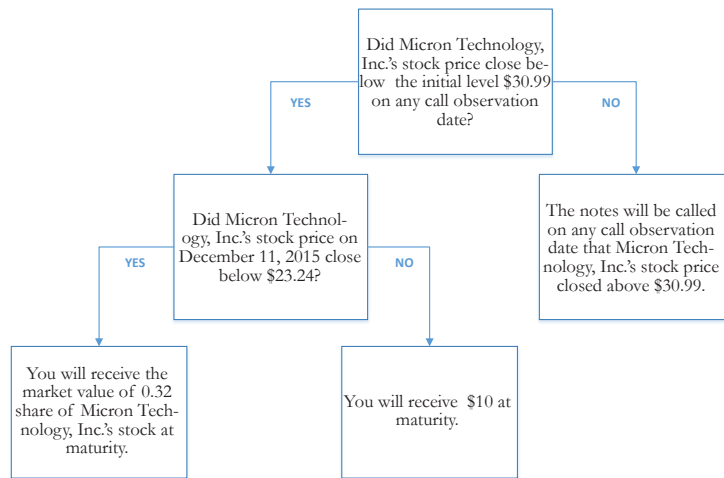 Did Micron Technology,
Inc.'s stock price close be-
low the initial level $30.99
on any call observation
date?
YES
NO
Did Micron Technol-
ogy, Inc.'s stock price on
December 11, 2015 close
below $23.24?
The notes will be called
on any call observation
date that Micron Tech-
nology, Inc.'s stock price
closed above $30.99.
YES
NO
You will receive the
market value of 0.32
share of Micron Tech-
nology, Inc.'s stock at
maturity.
You will receive $10 at
maturity.